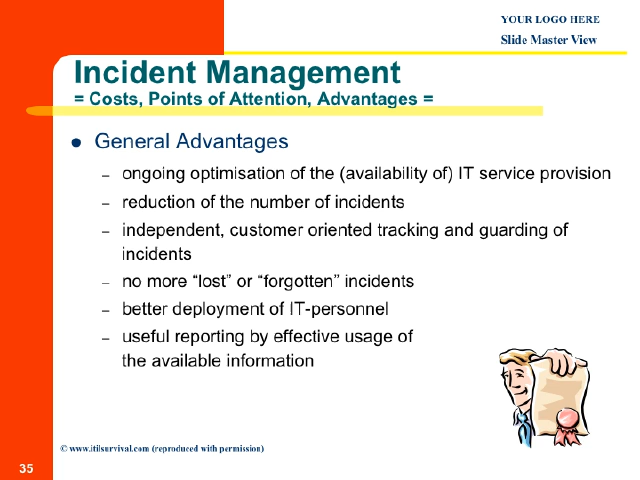 YOUR LOGO HERE
Slide Master View
Incident Management
= Costs, Points of Attention, Advantages =
● General Advantages
– ongoing optimisation of the (availability of) IT service provision
– reduction of the number of incidents
– independent, customer oriented tracking and guarding of
incidents
– no more “lost” or “forgotten” incidents
– better deployment of IT-personnel
– useful reporting by effective usage of
the available information
© www.itilsurvival.com (reproduced with permission)
35